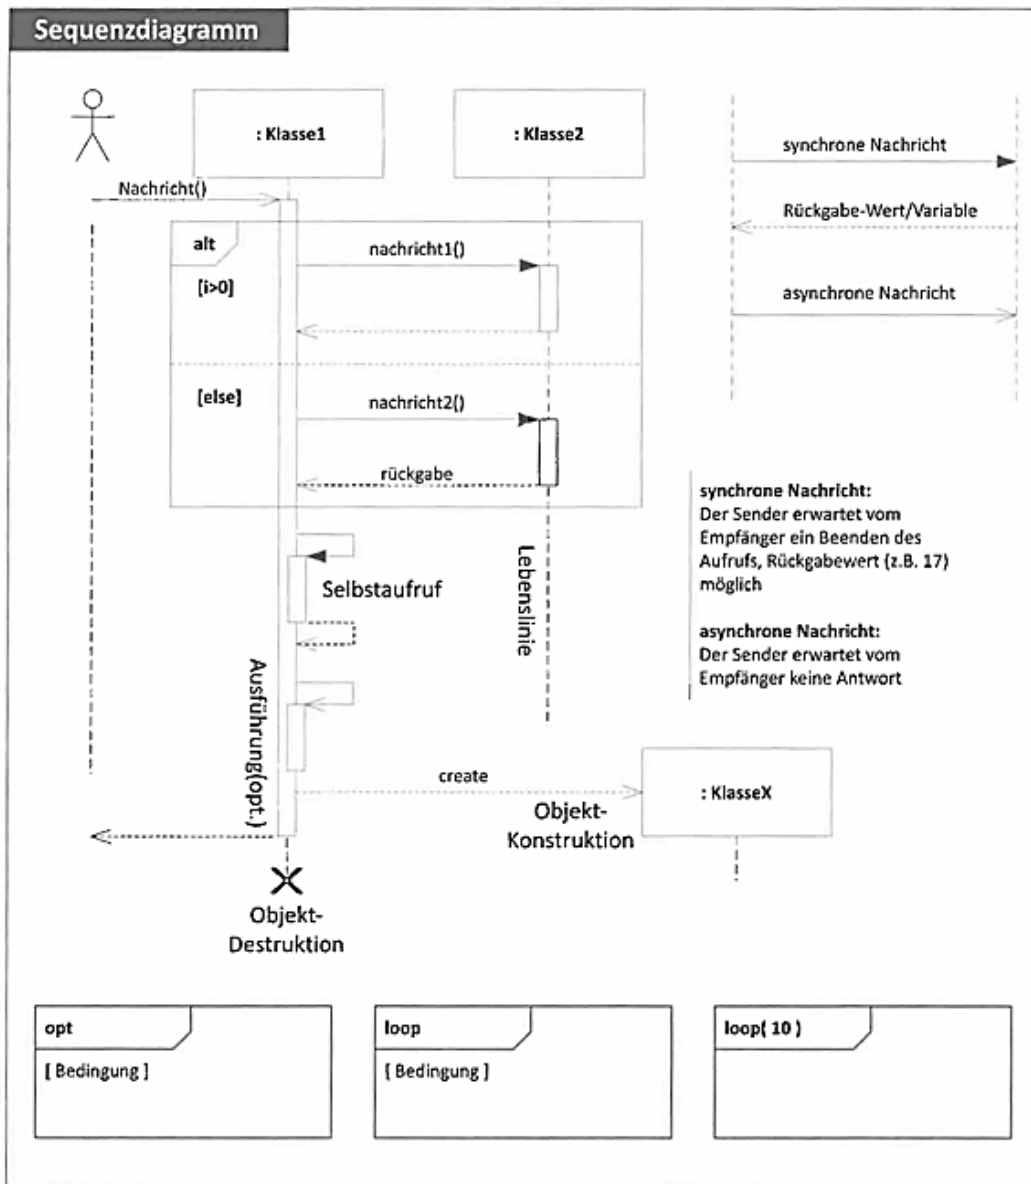 Sequenzdiagramm
: Klasse1
: Klasse2
synchrone Nachricht
Nachricht()
Rückgabe-Wert/Variable
alt
nachricht1()
[i>0]
asynchrone Nachricht
[else]
nachricht2()
rückgabe
synchrone Nachricht:
Der Sender erwartet vom
Empfänger ein Beenden des
Aufrufs, Rückgabewert (z.B. 17)
möglich
Selbstaufruf
Lebenslinie
asynchrone Nachricht:
Der Sender erwartet vom
Empfänger keine Antwort
Ausführung(opt.)
create
: KlasseX
Objekt-
Konstruktion
Objekt-
Destruktion
opt
[ Bedingung ]
loop
[ Bedingung ]
loop( 10 )